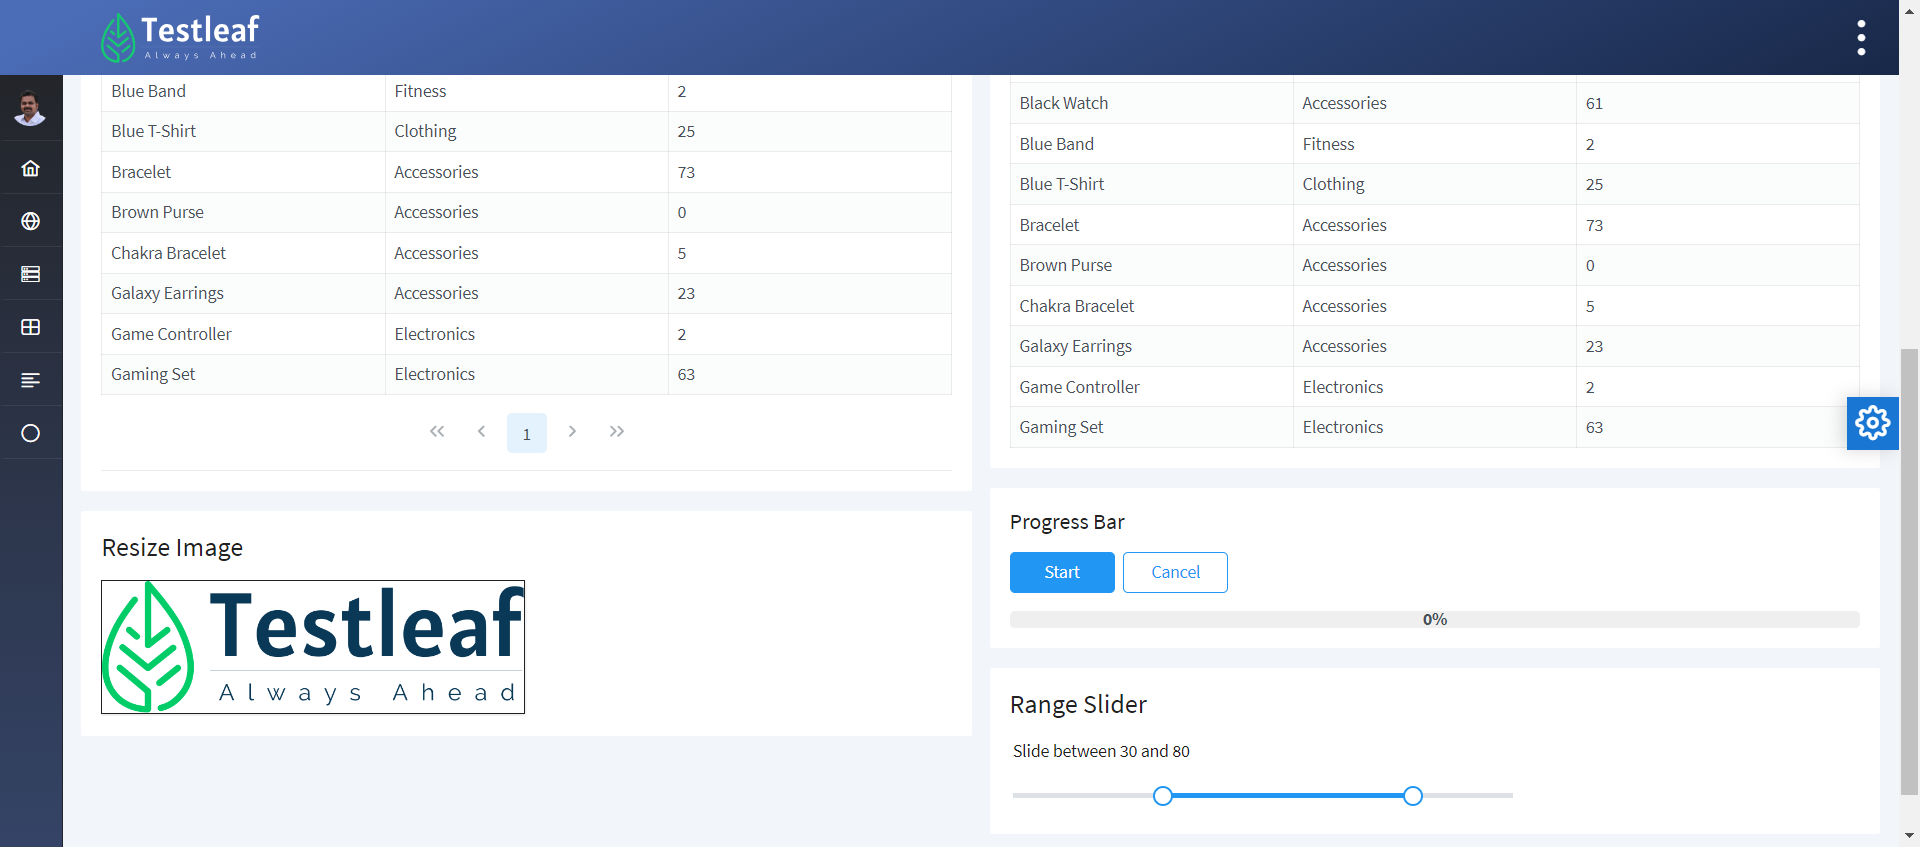 Testleaf
Always Ahead
Blue Band Fitness 2
Blue T-Shirt Clothing 25
Bracelet Accessories 73
Brown Purse Accessories 0
Chakra Bracelet Accessories 5
Galaxy Earrings Accessories 23
Game Controller Electronics 2
Gaming Set Electronics 63
1
Resize Image
Testleaf
Always Ahead
Black Watch Accessories 61
Blue Band Fitness 2
Blue T-Shirt Clothing 25
Bracelet Accessories 73
Brown Purse Accessories 0
Chakra Bracelet Accessories 5
Galaxy Earrings Accessories 23
Game Controller Electronics 2
Gaming Set Electronics 63
Progress Bar
Start Cancel
0%
Range Slider
Slide between 30 and 80